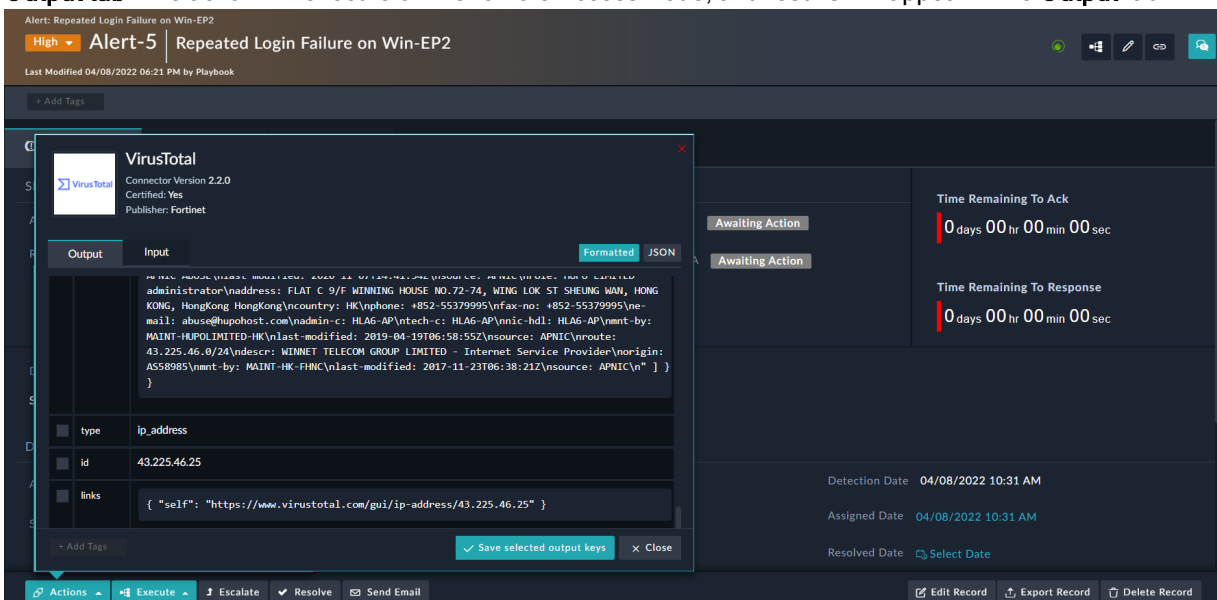 Alert: Repeated Login Failure on Win-EP2
High Alert-5 Repeated Login Failure on Win-EP2
Last Modified 04/08/2022 06:21 PM by Playbook
+ Add Tags
VirusTotal
VirusTotal
Connector Version 2.2.0
Certified: Yes
Publisher: Fortinet
Output Input Formatted JSON
administrator\naddress: FLAT C 9/F WINNING HOUSE NO.72-74, WING LOK ST SHEUNG WAN, HONG
KONG, HongKong HongKong\ncountry: HK\nphone: +852-55379995\nfax-no: +852-55379995\ne-
mail: abuse@hupohost.com\nadmin-c: HLA6-AP\ntech-c: HLA6-AP\nnic-hdl: HLA6-AP\nmnt-by:
MAINT-HUPOLIMITED-HK\nlast-modified: 2019-04-19T06:58:55Z\nsource: APNIC\nroute:
43.225.46.0/24\ndescr: WINNET TELECOM GROUP LIMITED - Internet Service Provider\norigin:
AS58985\nmnt-by: MAINT-HK-FHNC\nlast-modified: 2017-11-23T06:38:21Z\nsource: APNIC\n" ] }
}
type ip_address
id 43.225.46.25
links { "self": "https://www.virustotal.com/gui/ip-address/43.225.46.25" }
+ Add Tags
Save selected output keys
Close
Awaiting Action
Awaiting Action
Time Remaining To Ack
0 days 00 hr 00 min 00 sec
Time Remaining To Response
0 days 00 hr 00 min 00 sec
Detection Date 04/08/2022 10:31 AM
Assigned Date 04/08/2022 10:31 AM
Resolved Date Select Date
Actions Execute Escalate Resolve Send Email Edit Record Export Record Delete Record